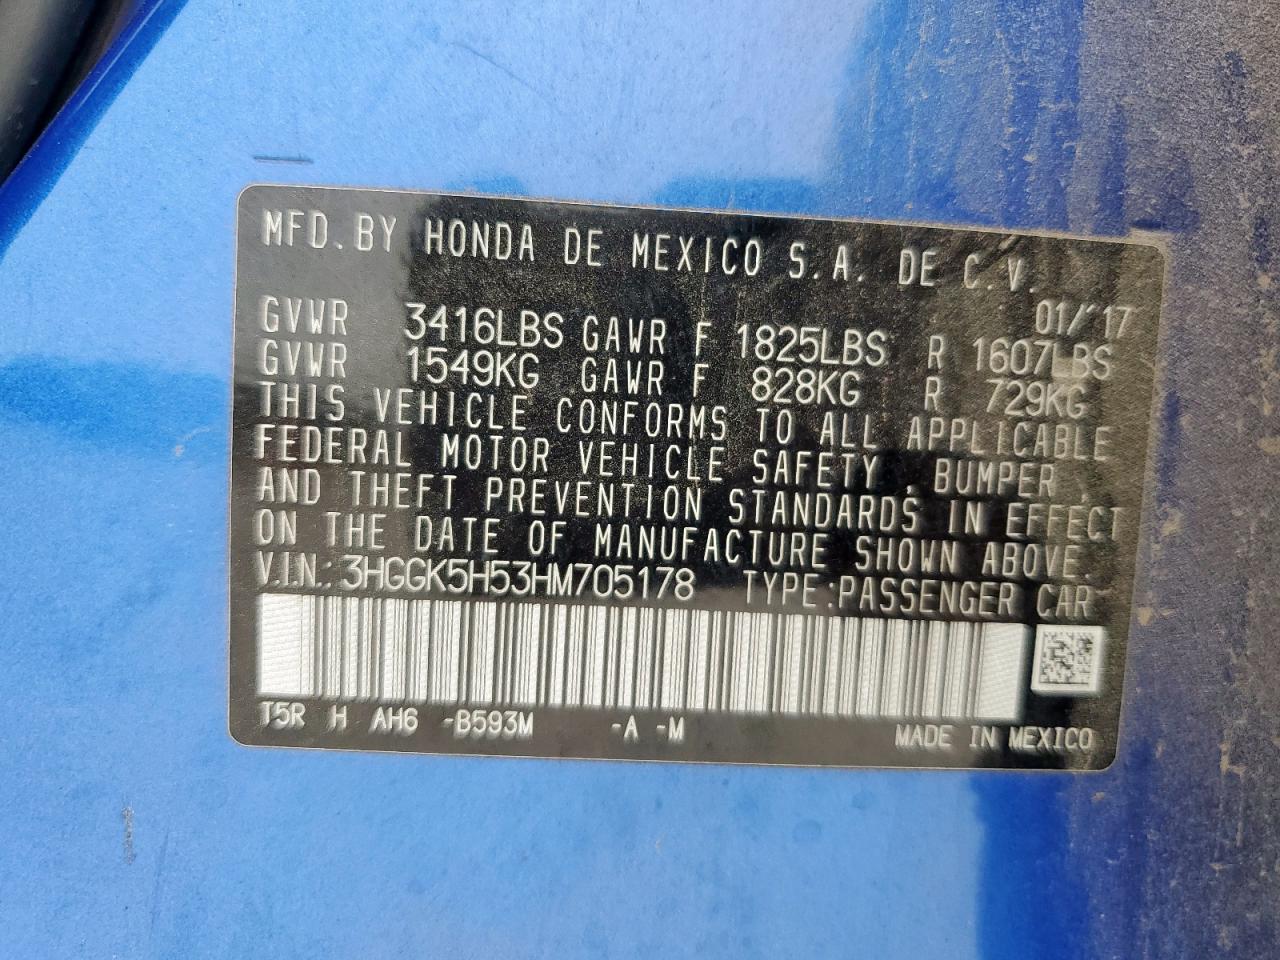 MFD.BY HONDA DE MEXICO S.A. DE C.V.
01/'17
GVWR 3416LBS GAWR F 1825LBS R 1607LBS
GVWR 1549KG GAWR F 828KG R 729KG
THIS VEHICLE CONFORMS TO ALL APPLICABLE
FEDERAL MOTOR VEHICLE SAFETY, BUMPER,
AND THEFT PREVENTION STANDARDS IN EFFECT
ON THE DATE OF MANUFACTURE SHOWN ABOVE.
V.I.N.: 3HGGK5H53HM705178 TYPE:PASSENGER CAR
T5R H AH6 -B593M -A -M MADE IN MEXICO